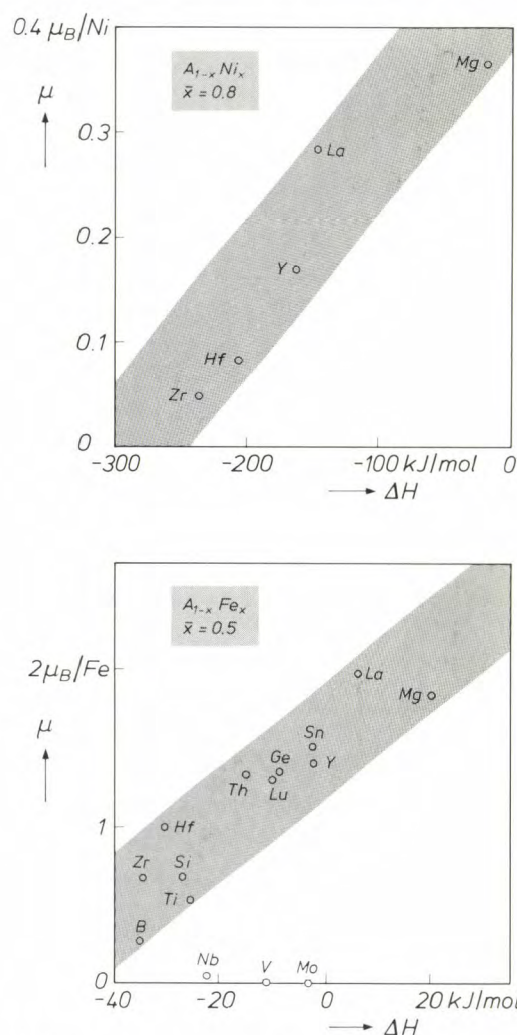 0.4 μB/Ni
A1-x Nix
x̄ = 0.8
Mg
μ
0.3
La
0.2
Y
0.1
Hf
Zr
0
-300 -200 -100 kJ/mol 0
ΔH
A1-x Fex
x̄ = 0.5
2μB/Fe
La
Mg
μ
Sn
Ge Y
Th Lu
1
Hf
Zr Si
Ti
B
Nb V Mo
0
-40 -20 0 20 kJ/mol
ΔH